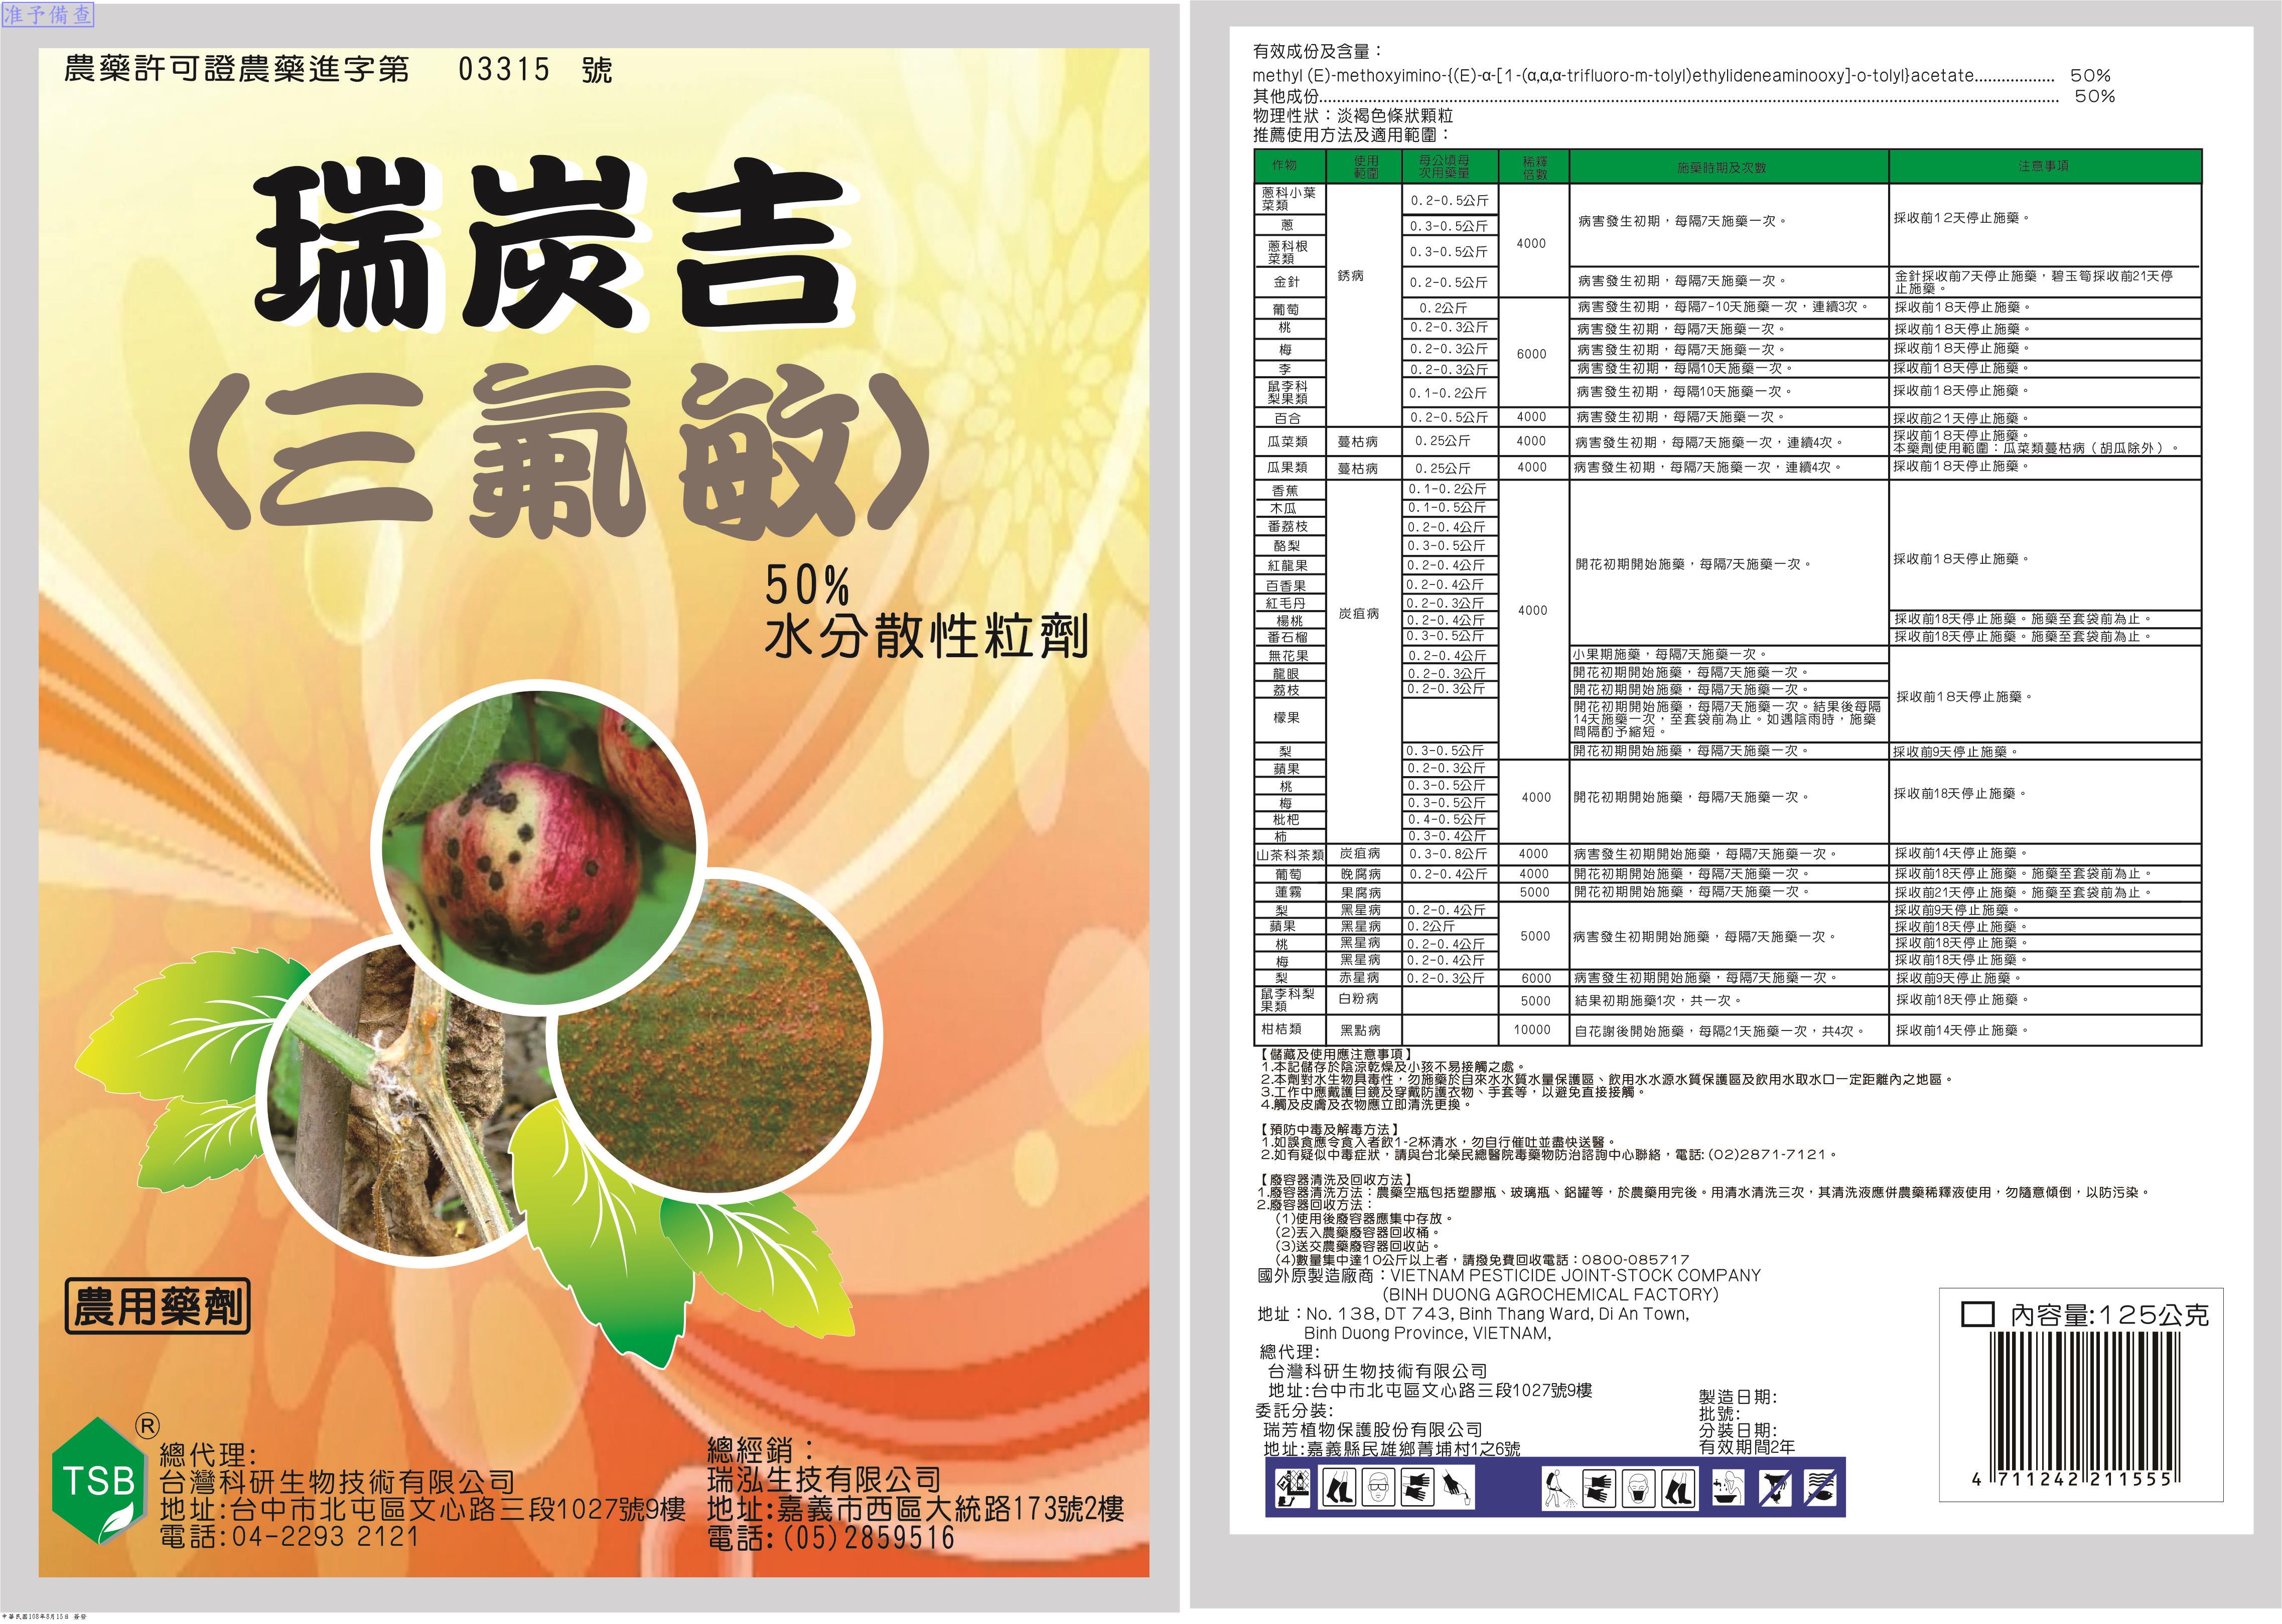 准予備查
農藥許可證農藥進字第 03315 號
瑞炭吉
(三氟敏)
50%
水分散性粒劑
農用藥劑
TSB
®
總代理:
台灣科研生物技術有限公司
地址:台中市北屯區文心路三段1027號9樓
電話:04-2293 2121
總經銷：
瑞泓生技有限公司
地址:嘉義市西區大統路173號2樓
電話:(05)2859516
中華民國108年8月15日 簽發
有效成份及含量：
methyl (E)-methoxyimino-{(E)-α-[1-(α,α,α-trifluoro-m-tolyl)ethylideneaminooxy]-o-tolyl}acetate.................. 50%
其他成份.................. 50%
物理性狀：淡褐色條狀顆粒
推薦使用方法及適用範圍：
作物 使用範圍 每公頃每次用藥量 稀釋倍數 施藥時期及次數 注意事項
蔥科小葉菜類 銹病 0.2-0.5公斤 4000 病害發生初期，每隔7天施藥一次。 採收前12天停止施藥。
蔥 0.3-0.5公斤
蔥科根菜類 0.3-0.5公斤
金針 0.2-0.5公斤 病害發生初期，每隔7天施藥一次。 金針採收前7天停止施藥，碧玉筍採收前21天停止施藥。
葡萄 0.2公斤 6000 病害發生初期，每隔7-10天施藥一次，連續3次。 採收前18天停止施藥。
桃 0.2-0.3公斤 病害發生初期，每隔7天施藥一次。 採收前18天停止施藥。
梅 0.2-0.3公斤 病害發生初期，每隔7天施藥一次。 採收前18天停止施藥。
李 0.2-0.3公斤 病害發生初期，每隔10天施藥一次。 採收前18天停止施藥。
鼠李科梨果類 0.1-0.2公斤 病害發生初期，每隔10天施藥一次。 採收前18天停止施藥。
百合 0.2-0.5公斤 4000 病害發生初期，每隔7天施藥一次。 採收前21天停止施藥。
瓜菜類 蔓枯病 0.25公斤 4000 病害發生初期，每隔7天施藥一次，連續4次。 採收前18天停止施藥。
本藥劑使用範圍：瓜菜類蔓枯病（胡瓜除外）。
瓜果類 蔓枯病 0.25公斤 4000 病害發生初期，每隔7天施藥一次，連續4次。 採收前18天停止施藥。
香蕉 炭疽病 0.1-0.2公斤 4000 開花初期開始施藥，每隔7天施藥一次。 採收前18天停止施藥。
木瓜 0.1-0.5公斤
番荔枝 0.2-0.4公斤
酪梨 0.3-0.5公斤
紅龍果 0.2-0.4公斤
百香果 0.2-0.4公斤
紅毛丹 0.2-0.3公斤
楊桃 0.2-0.4公斤 採收前18天停止施藥。施藥至套袋前為止。
番石榴 0.3-0.5公斤 採收前18天停止施藥。施藥至套袋前為止。
無花果 0.2-0.4公斤 小果期施藥，每隔7天施藥一次。 採收前18天停止施藥。
龍眼 0.2-0.3公斤 開花初期開始施藥，每隔7天施藥一次。
荔枝 0.2-0.3公斤 開花初期開始施藥，每隔7天施藥一次。
檬果 開花初期開始施藥，每隔7天施藥一次。結果後每隔
14天施藥一次，至套袋前為止。如遇陰雨時，施藥
間隔酌予縮短。
梨 0.3-0.5公斤 開花初期開始施藥，每隔7天施藥一次。 採收前9天停止施藥。
蘋果 0.2-0.3公斤 4000 開花初期開始施藥，每隔7天施藥一次。 採收前18天停止施藥。
桃 0.3-0.5公斤
梅 0.3-0.5公斤
枇杷 0.4-0.5公斤
柿 0.3-0.4公斤
山茶科茶類 炭疽病 0.3-0.8公斤 4000 病害發生初期開始施藥，每隔7天施藥一次。 採收前14天停止施藥。
葡萄 晚腐病 0.2-0.4公斤 4000 開花初期開始施藥，每隔7天施藥一次。 採收前18天停止施藥。施藥至套袋前為止。
蓮霧 果腐病 5000 開花初期開始施藥，每隔7天施藥一次。 採收前21天停止施藥。施藥至套袋前為止。
梨 黑星病 0.2-0.4公斤 5000 病害發生初期開始施藥，每隔7天施藥一次。 採收前9天停止施藥。
蘋果 黑星病 0.2公斤 採收前18天停止施藥。
桃 黑星病 0.2-0.4公斤 採收前18天停止施藥。
梅 黑星病 0.2-0.4公斤 採收前18天停止施藥。
梨 赤星病 0.2-0.3公斤 6000 病害發生初期開始施藥，每隔7天施藥一次。 採收前9天停止施藥。
鼠李科梨果類 白粉病 5000 結果初期施藥1次，共一次。 採收前18天停止施藥。
柑桔類 黑點病 10000 自花謝後開始施藥，每隔21天施藥一次，共4次。 採收前14天停止施藥。
【儲藏及使用應注意事項】
1.本記儲存於陰涼乾燥及小孩不易接觸之處。
2.本劑對水生物具毒性，勿施藥於自來水水質水量保護區、飲用水水源水質保護區及飲用水取水口一定距離內之地區。
3.工作中應戴護目鏡及穿戴防護衣物、手套等，以避免直接接觸。
4.觸及皮膚及衣物應立即清洗更換。
【預防中毒及解毒方法】
1.如誤食應令食入者飲1-2杯清水，勿自行催吐並盡快送醫。
2.如有疑似中毒症狀，請與台北榮民總醫院毒藥物防治諮詢中心聯絡，電話:(02)2871-7121。
【廢容器清洗及回收方法】
1.廢容器清洗方法：農藥空瓶包括塑膠瓶、玻璃瓶、鋁罐等，於農藥用完後。用清水清洗三次，其清洗液應併農藥稀釋液使用，勿隨意傾倒，以防污染。
2.廢容器回收方法：
(1)使用後廢容器應集中存放。
(2)丟入農藥廢容器回收桶。
(3)送交農藥廢容器回收站。
(4)數量集中達10公斤以上者，請撥免費回收電話：0800-085717
國外原製造廠商：VIETNAM PESTICIDE JOINT-STOCK COMPANY
(BINH DUONG AGROCHEMICAL FACTORY)
地址：No. 138, DT 743, Binh Thang Ward, Di An Town,
Binh Duong Province, VIETNAM,
總代理:
台灣科研生物技術有限公司
地址:台中市北屯區文心路三段1027號9樓
委託分裝:
瑞芳植物保護股份有限公司
地址:嘉義縣民雄鄉菁埔村1之6號
製造日期:
批號:
分裝日期:
有效期間2年
內容量:125公克
4 711242 211555